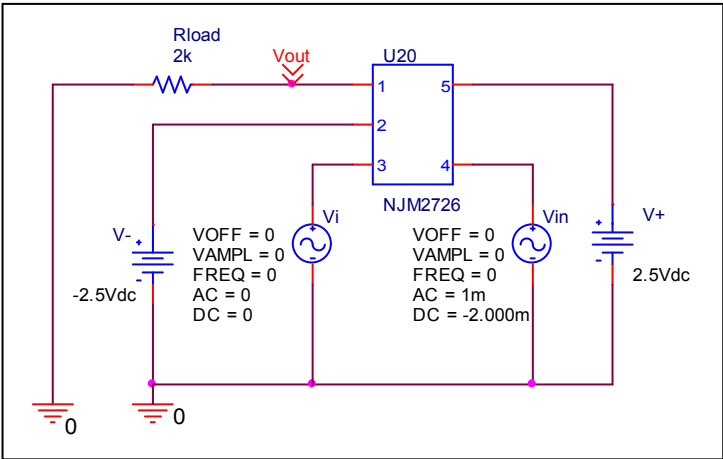 Rload
2k
Vout
U20
1
5
2
3
4
NJM2726
V-
Vi
Vin
V+
VOFF = 0
VAMPL = 0
FREQ = 0
AC = 0
DC = 0
VOFF = 0
VAMPL = 0
FREQ = 0
AC = 1m
DC = -2.000m
-2.5Vdc
2.5Vdc
0
0